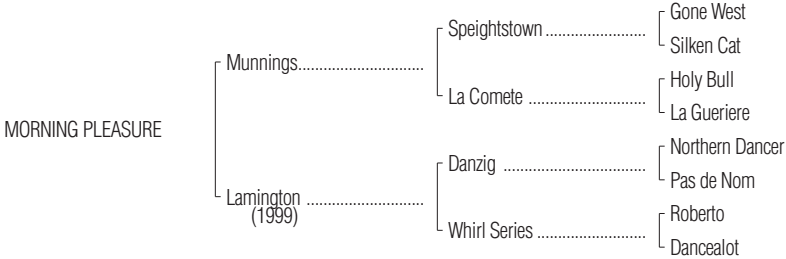 Gone West
Speightstown ........................
Silken Cat
Munnings..............................
Holy Bull
La Comete ............................
La Gueriere
MORNING PLEASURE
Northern Dancer
Danzig ..................................
Pas de Nom
Lamington ............................
(1999)
Roberto
Whirl Series ..........................
Dancealot